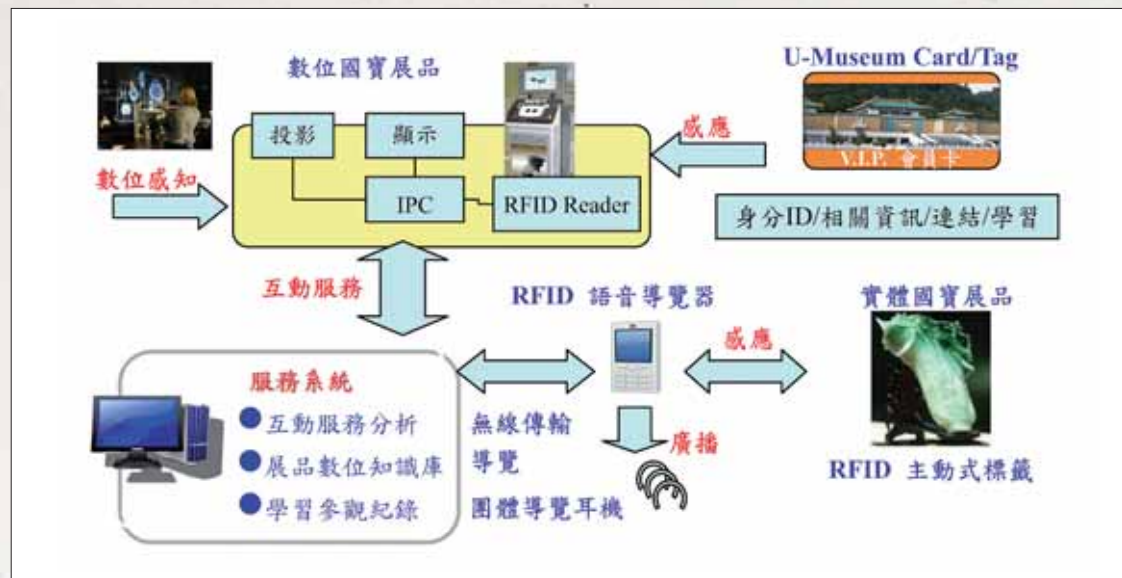 數位國寶展品
U-Museum Card/Tag
投影
顯示
感應
V.I.P. 會員卡
數位感知
IPC
RFID Reader
身分ID/相關資訊/連結/學習
互動服務
RFID 語音導覽器
實體國寶展品
感應
服務系統
互動服務分析
展品數位知識庫
學習參觀紀錄
無線傳輸
導覽
團體導覽耳機
廣播
RFID 主動式標籤